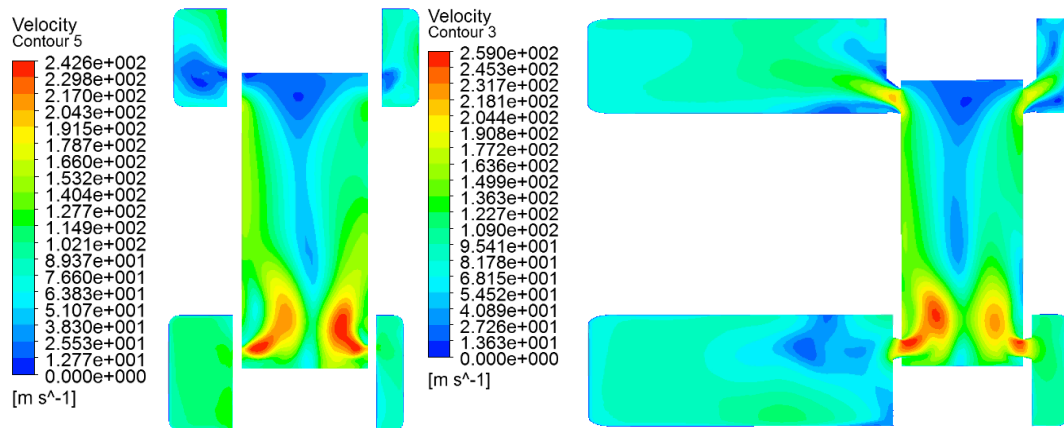 Velocity
Contour 5
2.426e+002
2.298e+002
2.170e+002
2.043e+002
1.915e+002
1.787e+002
1.660e+002
1.532e+002
1.404e+002
1.277e+002
1.149e+002
1.021e+002
8.937e+001
7.660e+001
6.383e+001
5.107e+001
3.830e+001
2.553e+001
1.277e+001
0.000e+000
[m s^-1]
Velocity
Contour 3
2.590e+002
2.453e+002
2.317e+002
2.181e+002
2.044e+002
1.908e+002
1.772e+002
1.636e+002
1.499e+002
1.363e+002
1.227e+002
1.090e+002
9.541e+001
8.178e+001
6.815e+001
5.452e+001
4.089e+001
2.726e+001
1.363e+001
0.000e+000
[m s^-1]